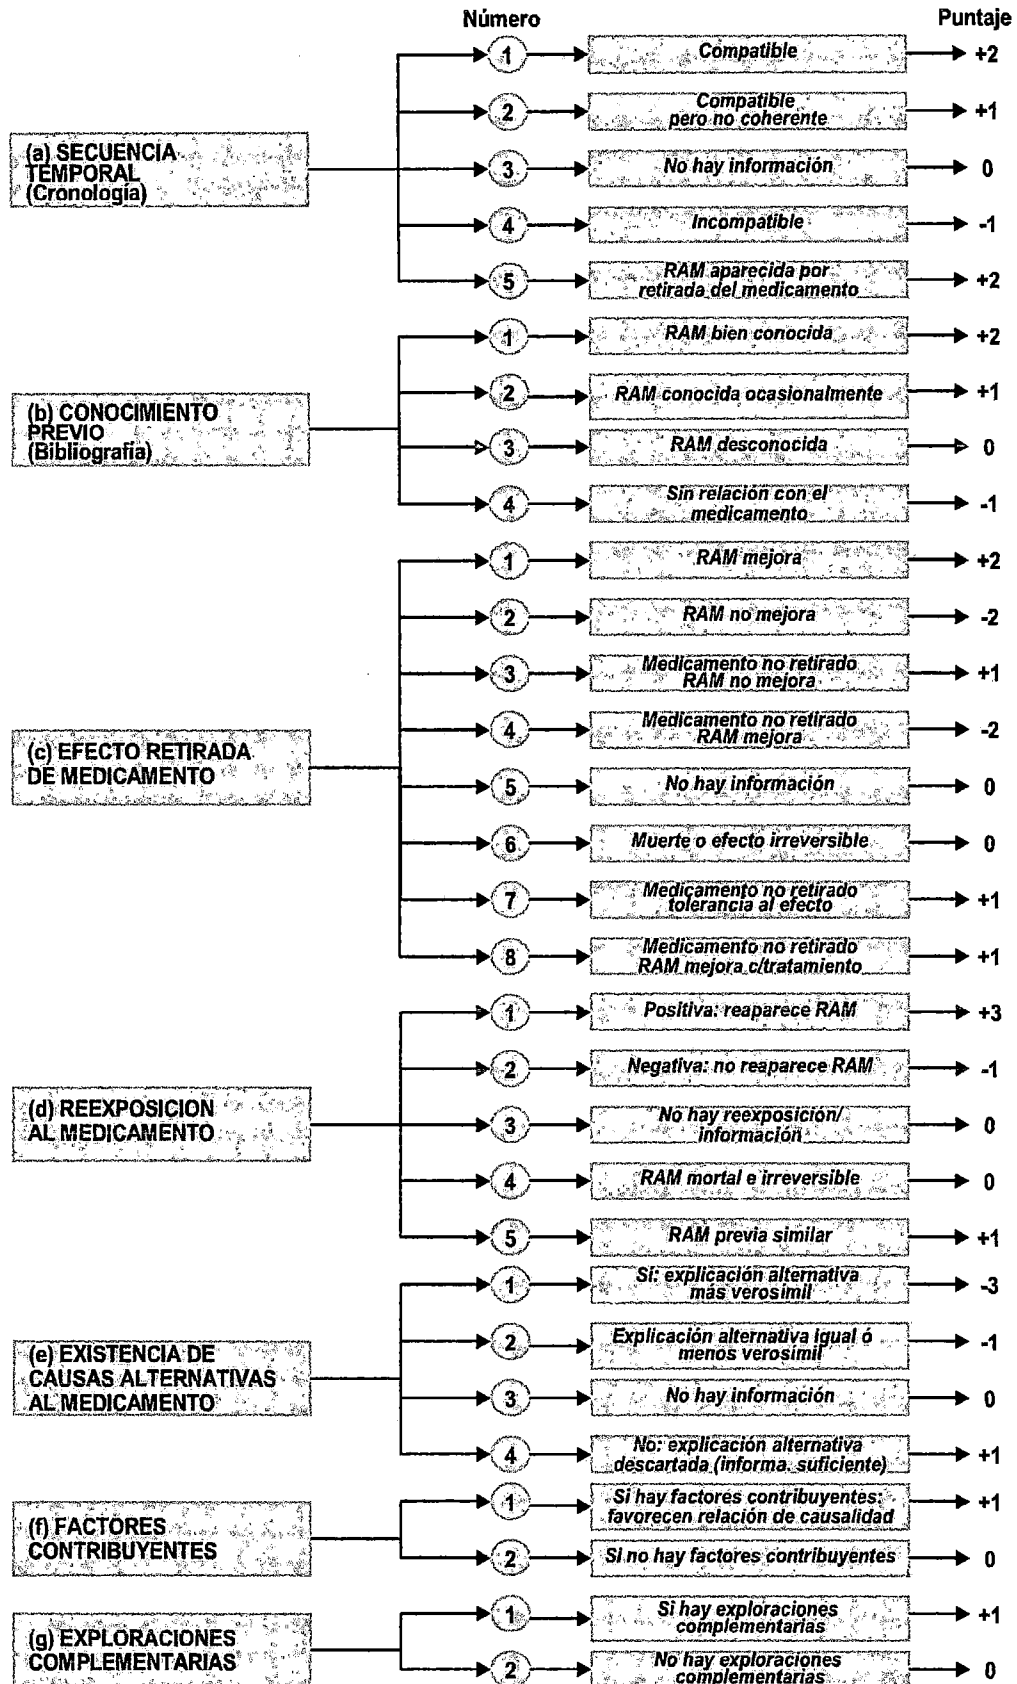 Número Puntaje
1 Compatible +2
2 Compatible
pero no coherente +1
(a) SECUENCIA
TEMPORAL
(Cronología)
3 No hay información 0
4 Incompatible -1
5 RAM aparecida por
retirada del medicamento +2
1 RAM bien conocida +2
2 RAM conocida ocasionalmente +1
(b) CONOCIMIENTO
PREVIO
(Bibliografía)
3 RAM desconocida 0
4 Sin relación con el
medicamento -1
1 RAM mejora +2
2 RAM no mejora -2
3 Medicamento no retirado
RAM no mejora +1
4 Medicamento no retirado
RAM mejora -2
(c) EFECTO RETIRADA
DE MEDICAMENTO
5 No hay información 0
6 Muerte o efecto irreversible 0
7 Medicamento no retirado
tolerancia al efecto +1
8 Medicamento no retirado
RAM mejora c/tratamiento +1
1 Positiva: reaparece RAM +3
2 Negativa: no reaparece RAM -1
(d) REEXPOSICION
AL MEDICAMENTO
3 No hay reexposición/
información 0
4 RAM mortal e irreversible 0
5 RAM previa similar +1
1 Si: explicación alternativa
más verosímil -3
2 Explicación alternativa igual ó
menos verosímil -1
(e) EXISTENCIA DE
CAUSAS ALTERNATIVAS
AL MEDICAMENTO
3 No hay información 0
4 No: explicación alternativa
descartada (informa. suficiente) +1
1 Si hay factores contribuyentes:
favorecen relación de causalidad +1
(f) FACTORES
CONTRIBUYENTES
2 Si no hay factores contribuyentes 0
1 Si hay exploraciones
complementarias +1
(g) EXPLORACIONES
COMPLEMENTARIAS
2 No hay exploraciones
complementarias 0